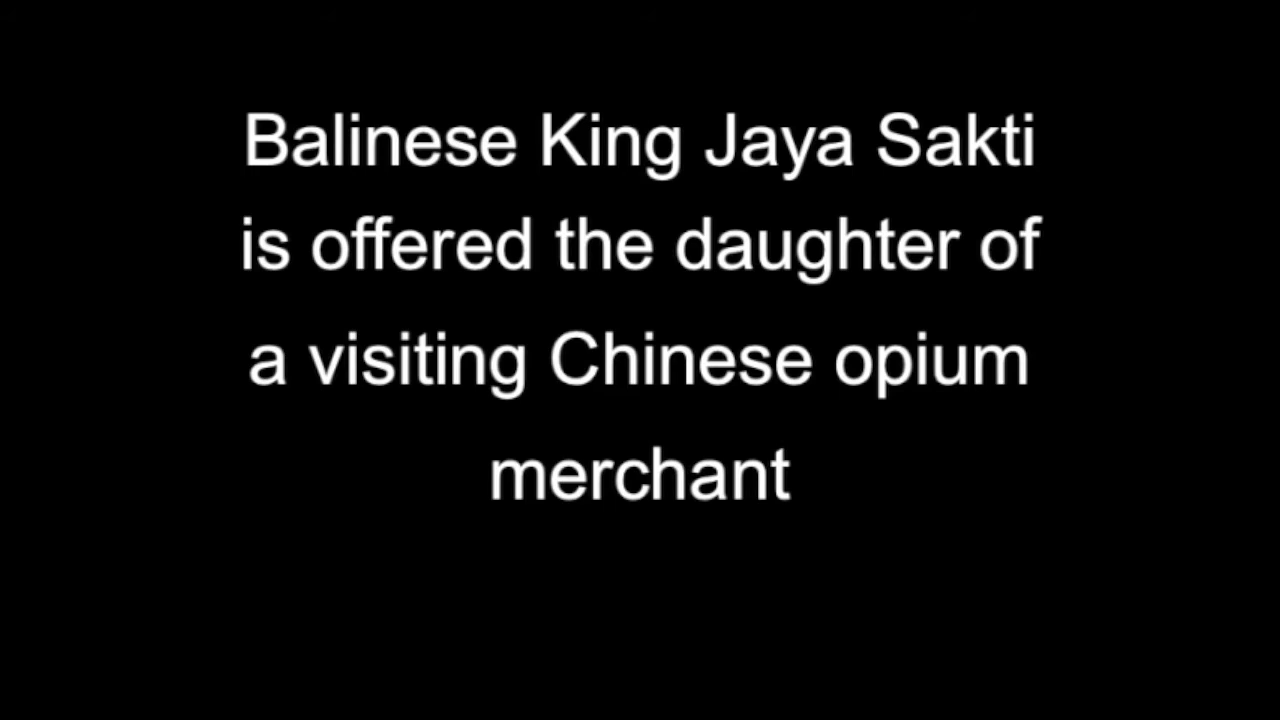 Balinese King Jaya Sakti
is offered the daughter of
a visiting Chinese opium
merchant